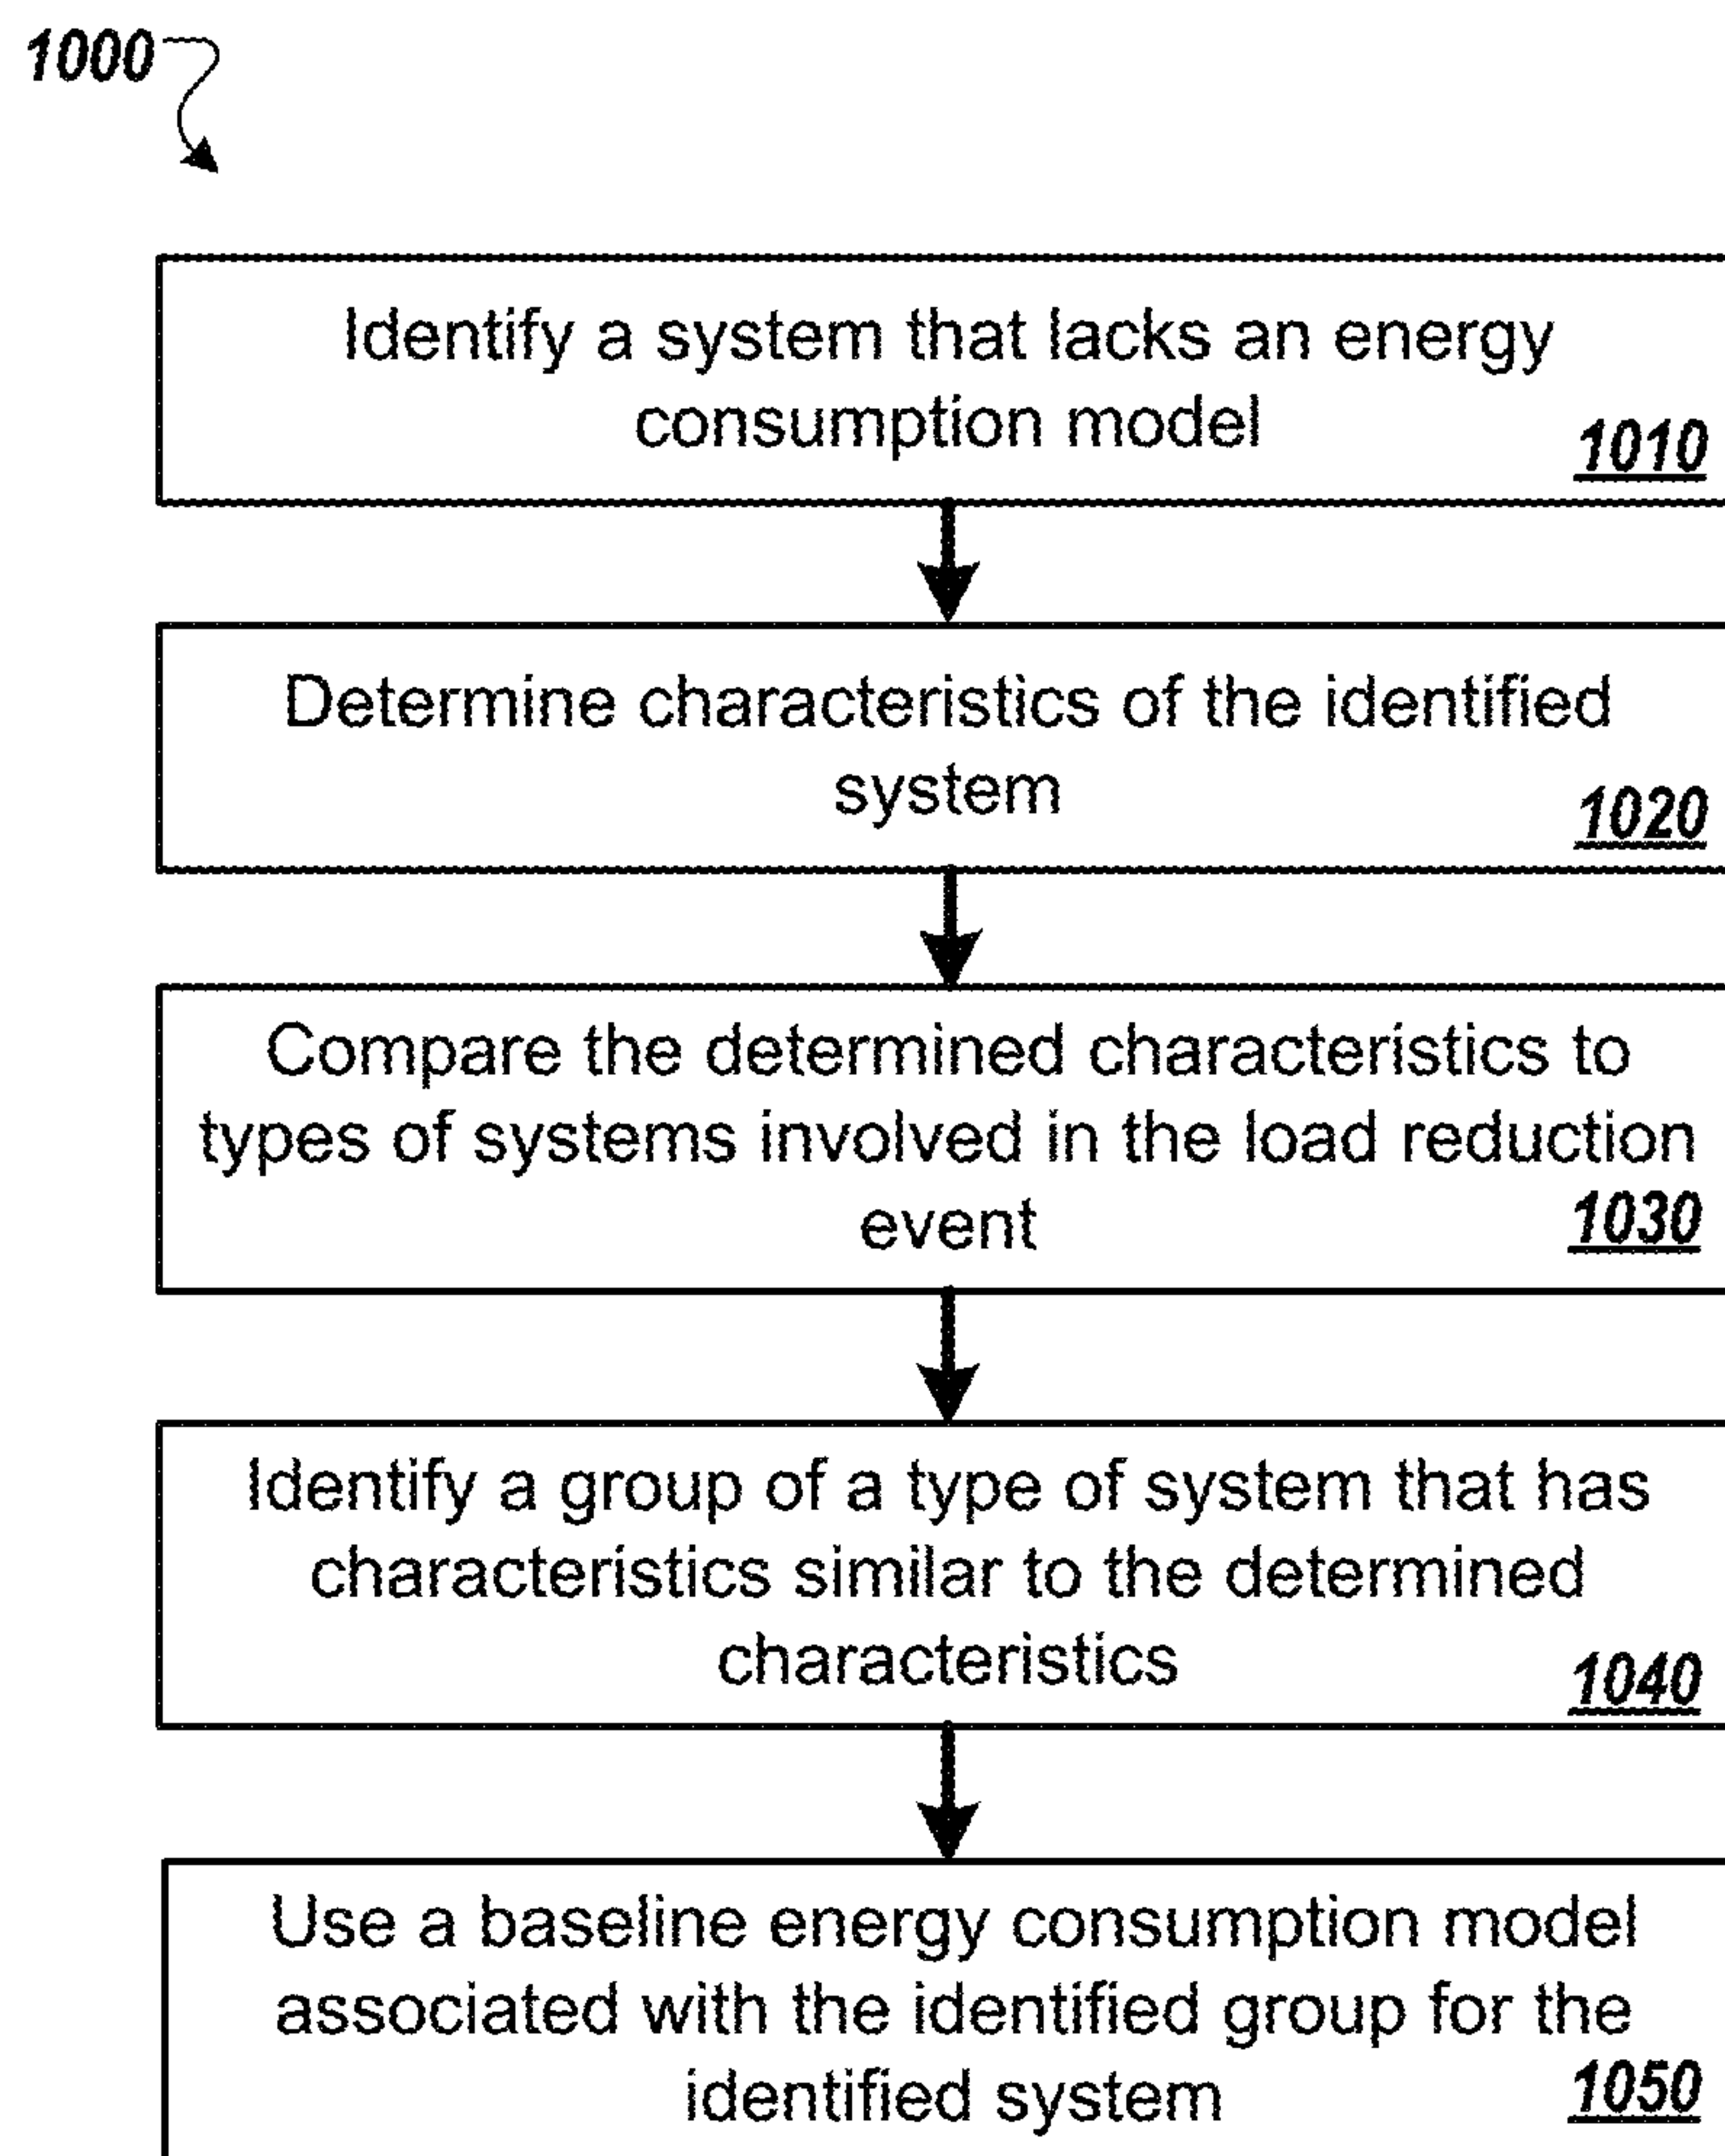 1000
Identify a system that lacks an energy
consumption model
1010
Determine characteristics of the identified
system
1020
Compare the determined characteristics to
types of systems involved in the load reduction
event
1030
Identify a group of a type of system that has
characteristics similar to the determined
characteristics
1040
Use a baseline energy consumption model
associated with the identified group for the
identified system
1050